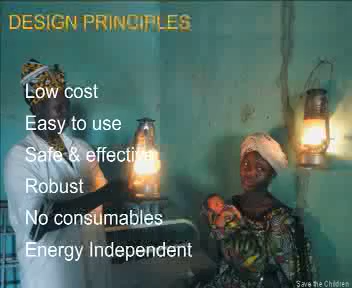 DESIGN PRINCIPLES
Low cost
Easy to use
Safe & effective
Robust
No consumables
Energy Independent
Save the Children